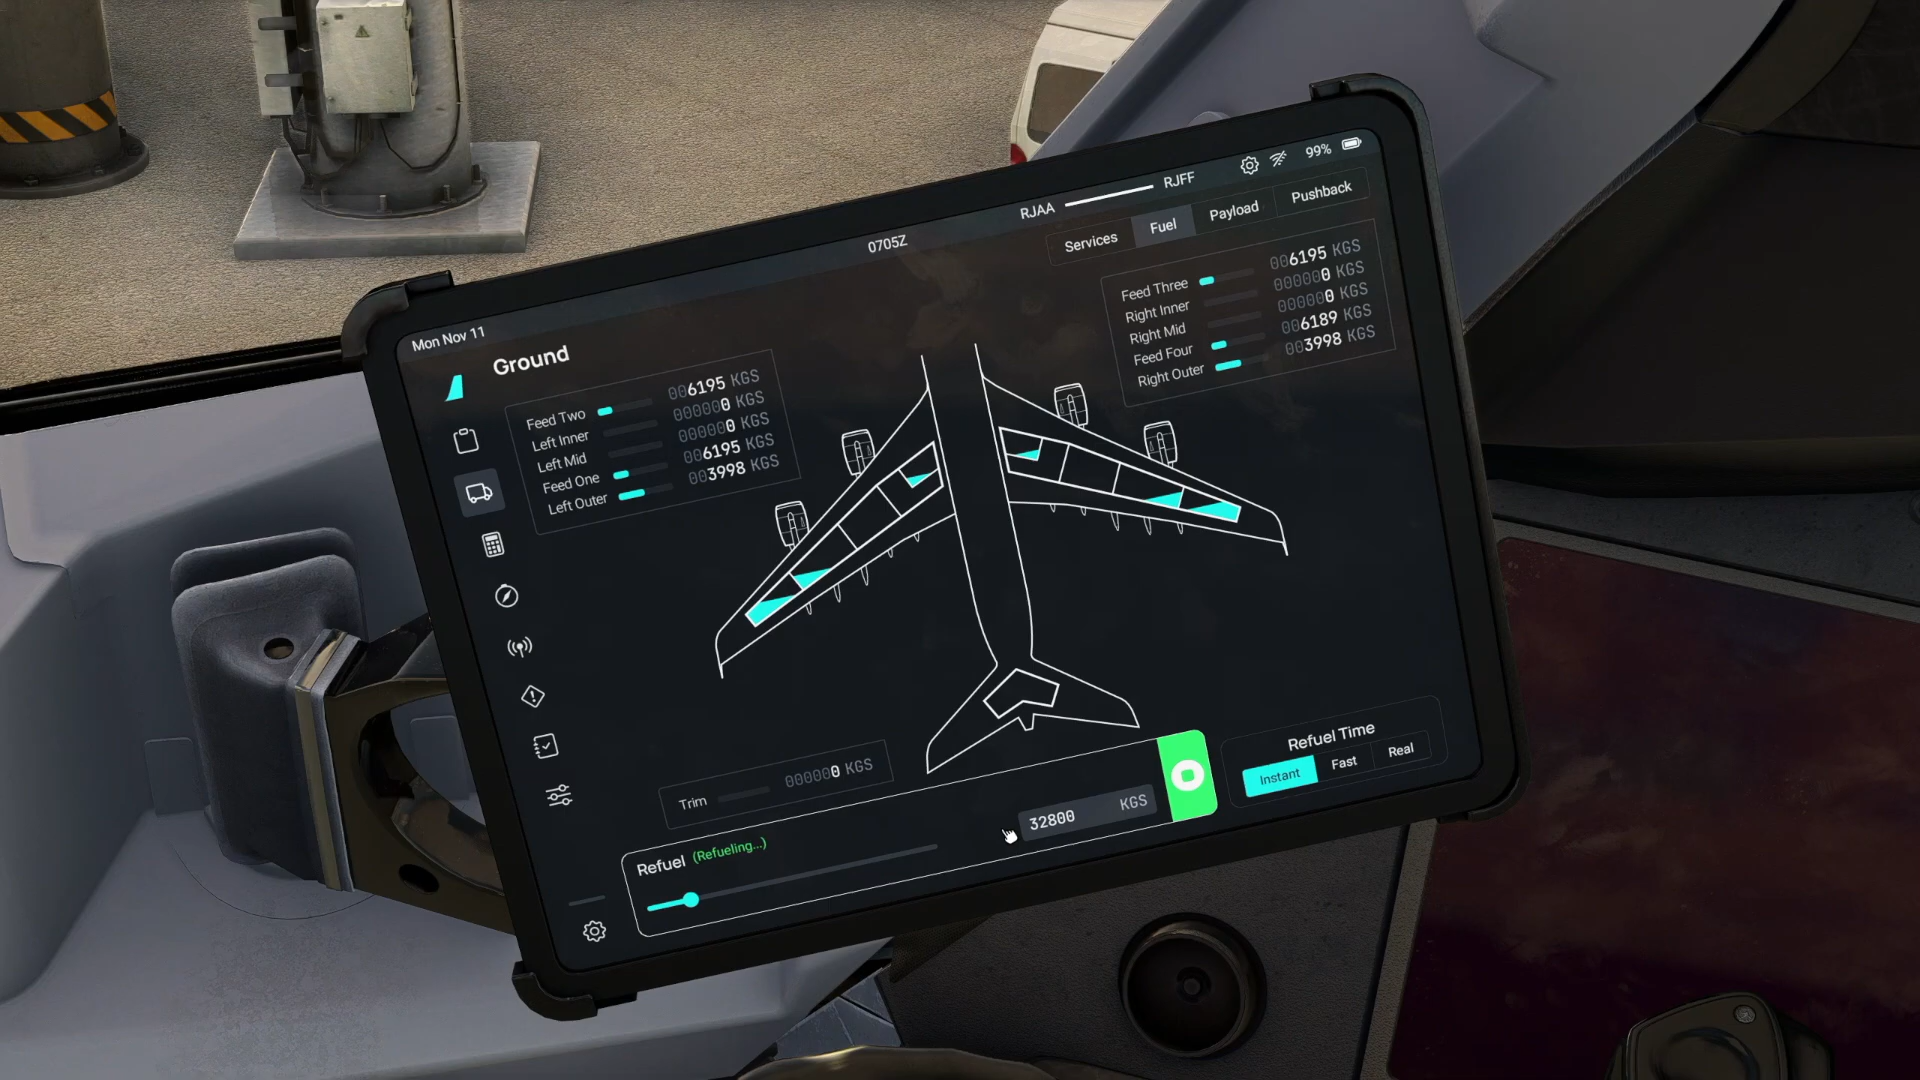 RJAA RJFF 99%
0705Z
Services Fuel Payload Pushback
Mon Nov 11
Ground
Feed Two 006195 KGS
Left Inner 000000 KGS
Left Mid 000000 KGS
Feed One 006195 KGS
Left Outer 003998 KGS
Feed Three 006195 KGS
Right Inner 000000 KGS
Right Mid 000000 KGS
Feed Four 006189 KGS
Right Outer 003998 KGS
Trim 000000 KGS
Refuel (Refueling...)
32800 KGS
Refuel Time
Instant Fast Real